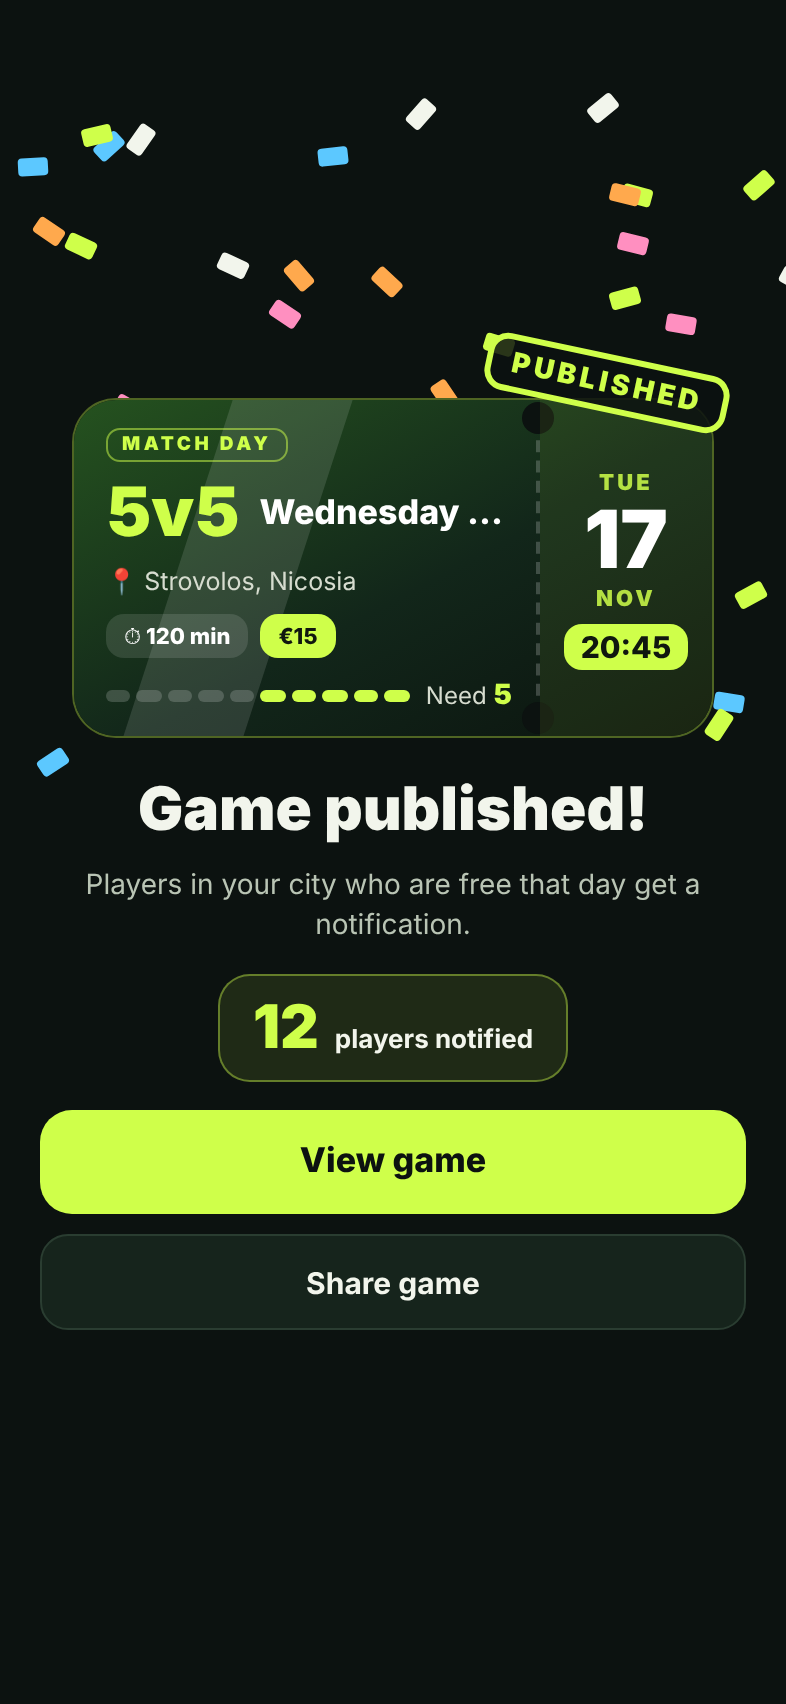 PUBLISHED
MATCH DAY
5v5 Wednesday ...
Strovolos, Nicosia
120 min €15
Need 5
TUE
17
NOV
20:45
Game published!
Players in your city who are free that day get a
notification.
12 players notified
View game
Share game